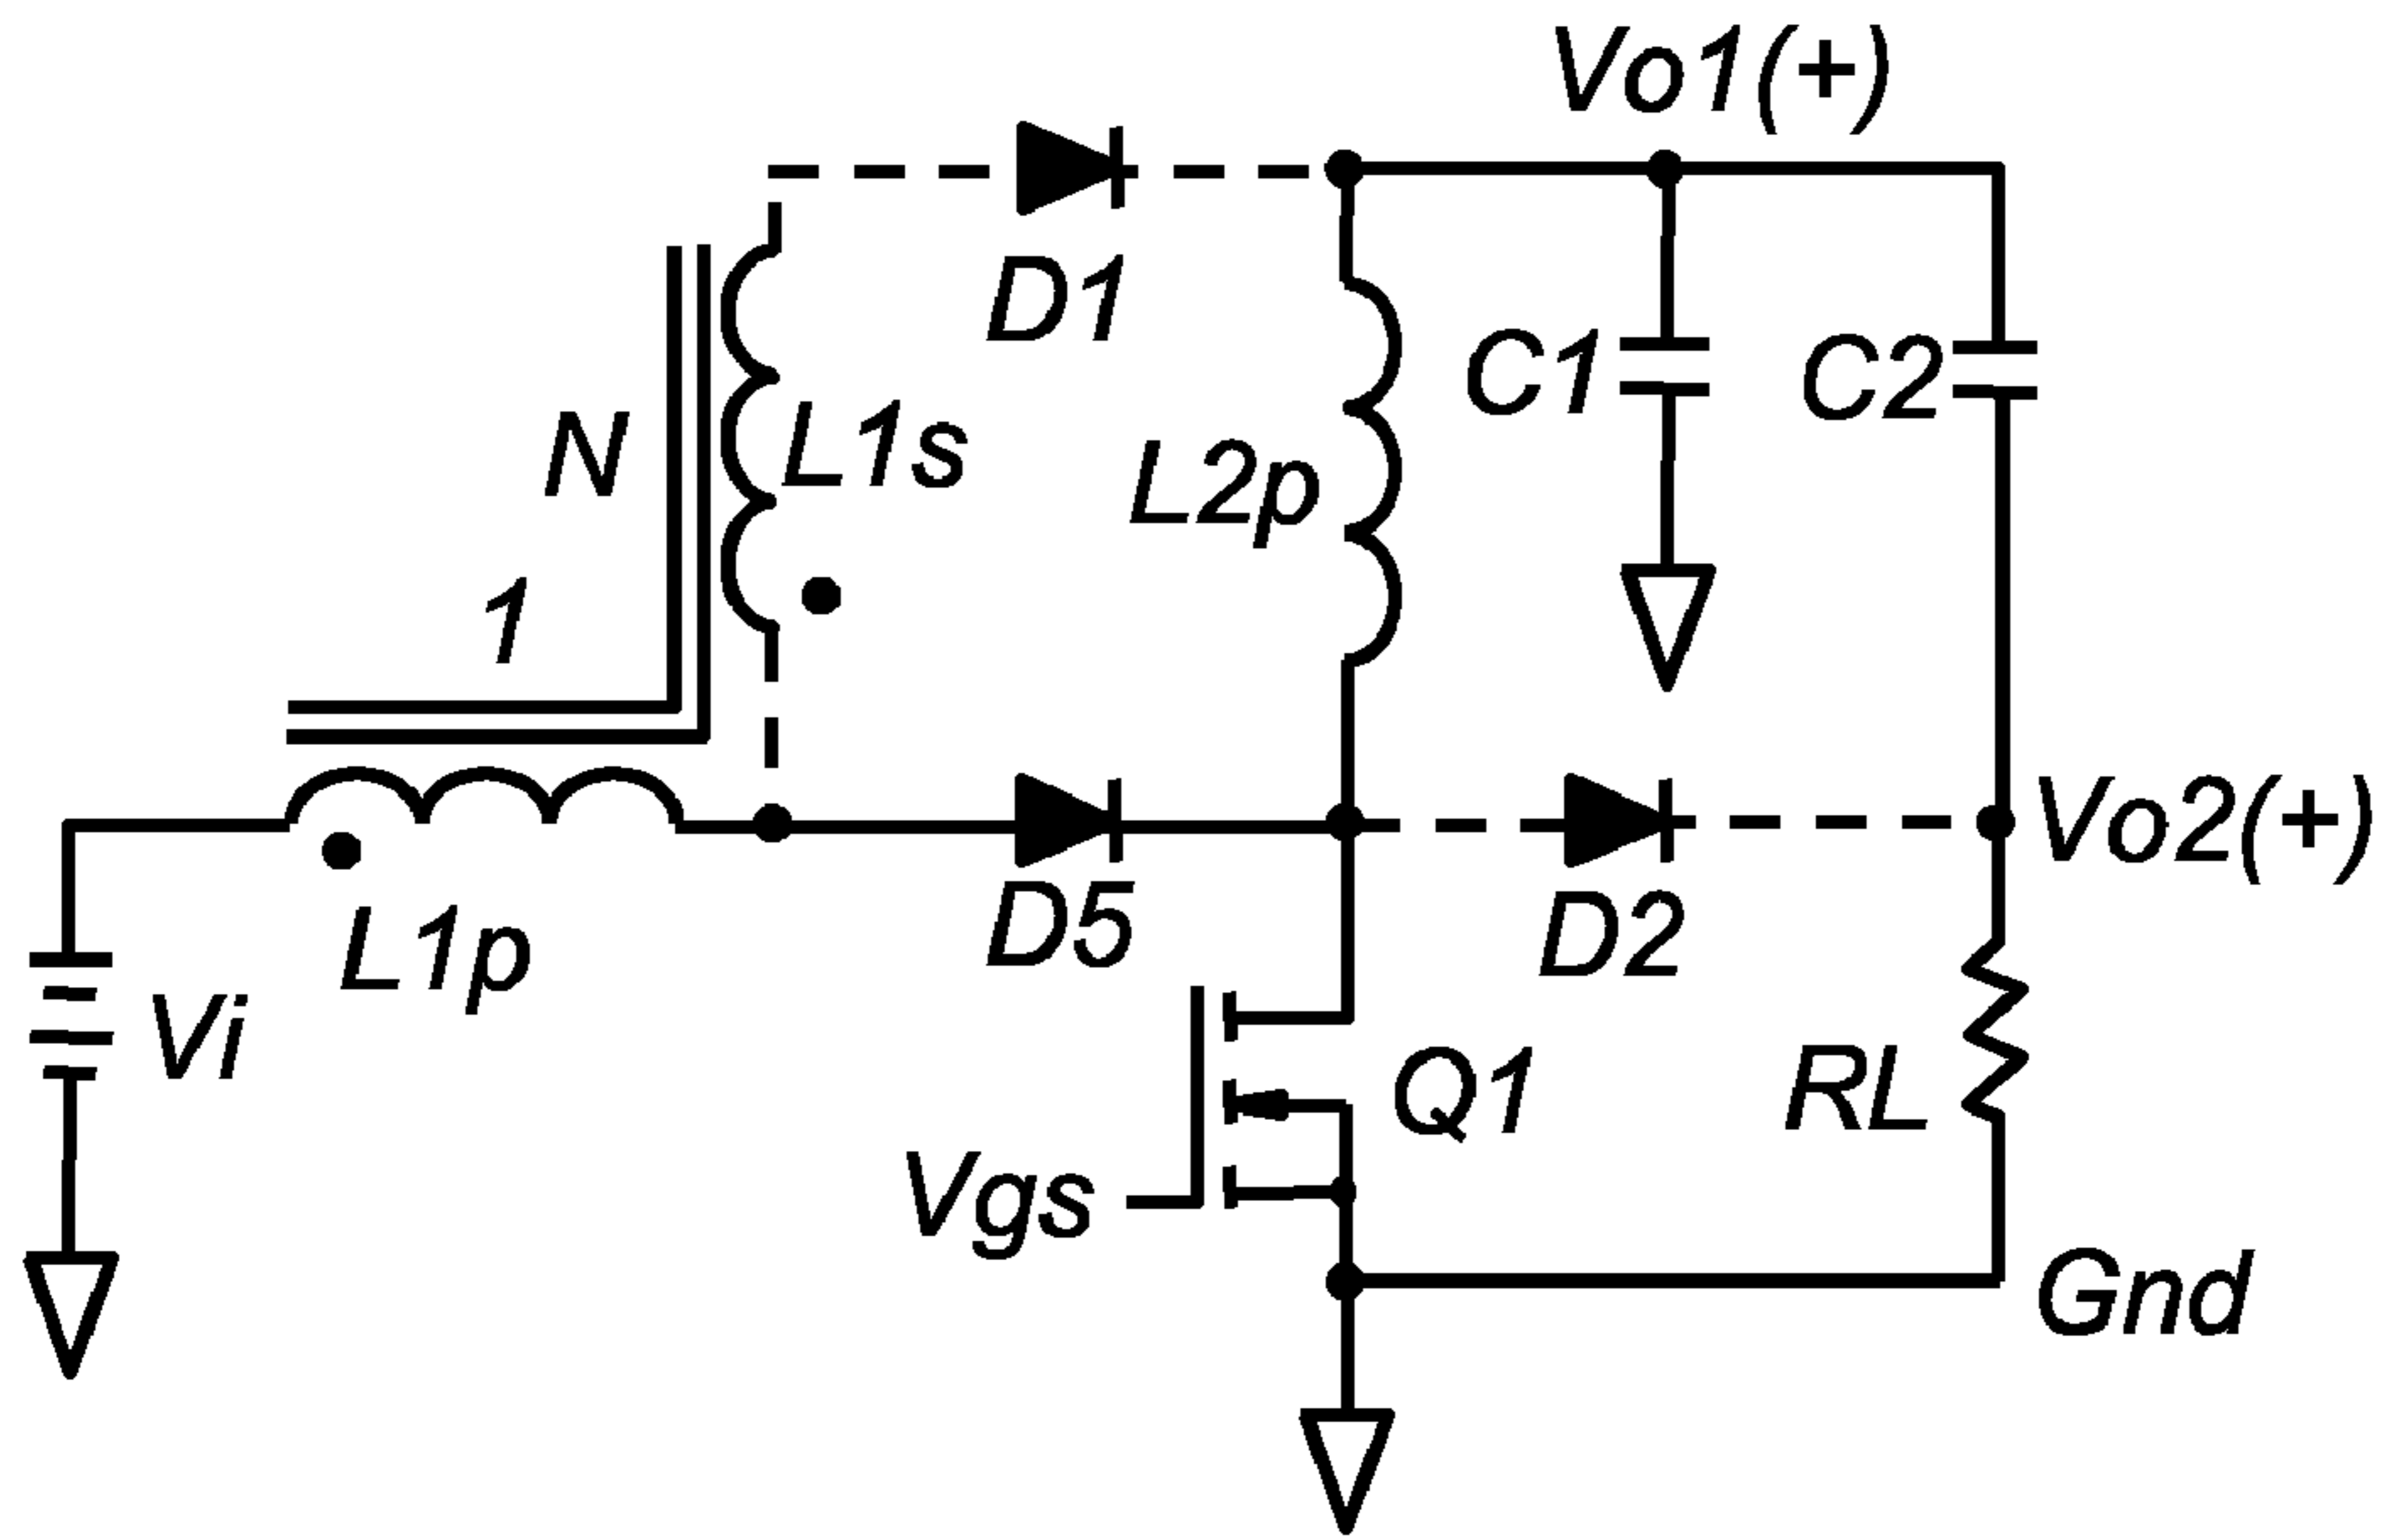 Vo1(+)
D1
C1
C2
N
L1s
L2p
1
Vo2(+)
D5
D2
L1p
Vi
Q1
RL
Vgs
Gnd